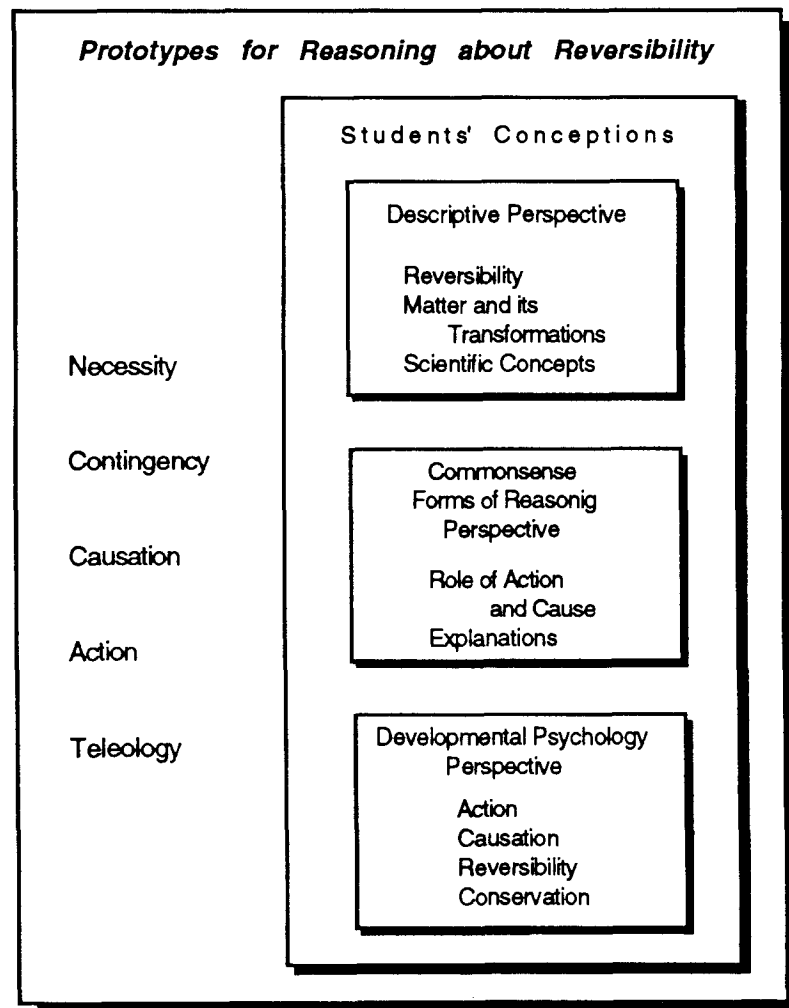 Prototypes for Reasoning about Reversibility
Students' Conceptions
Descriptive Perspective
Reversibility
Matter and its
Transformations
Scientific Concepts
Necessity
Contingency
Causation
Action
Teleology
Commonsense
Forms of Reasonig
Perspective
Role of Action
and Cause
Explanations
Developmental Psychology
Perspective
Action
Causation
Reversibility
Conservation